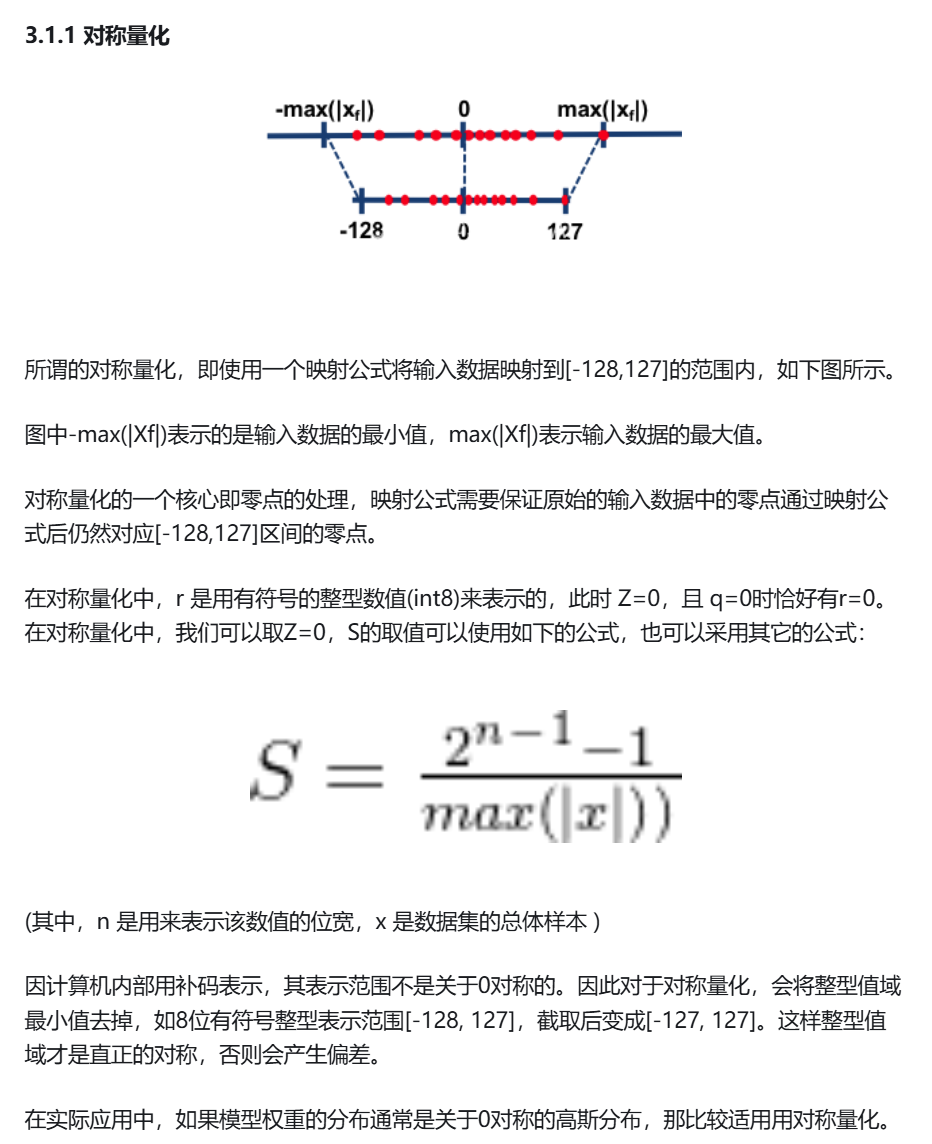 3.1.1 对称量化
-max(|xf|) 0 max(|xf|)
-128 0 127
所谓的对称量化，即使用一个映射公式将输入数据映射到[-128,127]的范围内，如下图所示。
图中-max(|Xf|)表示的是输入数据的最小值，max(|Xf|)表示输入数据的最大值。
对称量化的一个核心即零点的处理，映射公式需要保证原始的输入数据中的零点通过映射公
式后仍然对应[-128,127]区间的零点。
在对称量化中，r 是用有符号的整型数值(int8)来表示的，此时 Z=0，且 q=0时恰好有r=0。
在对称量化中，我们可以取Z=0，S的取值可以使用如下的公式，也可以采用其它的公式：
S = \frac{2^{n-1}-1}{max(|x|))}
(其中，n 是用来表示该数值的位宽，x 是数据集的总体样本 )
因计算机内部用补码表示，其表示范围不是关于0对称的。因此对于对称量化，会将整型值域
最小值去掉，如8位有符号整型表示范围[-128, 127]，截取后变成[-127, 127]。这样整型值
域才是直正的对称，否则会产生偏差。
在实际应用中，如果模型权重的分布通常是关于0对称的高斯分布，那比较适用用对称量化。